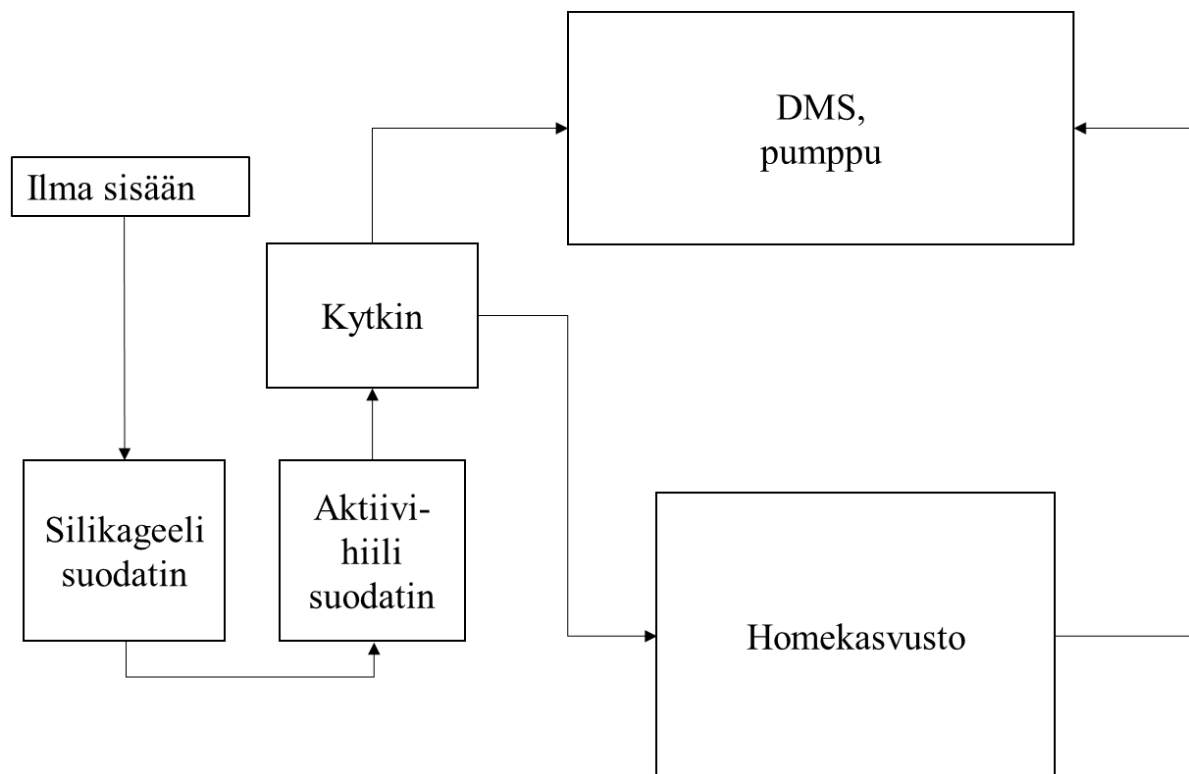 DMS,
pumppu
Ilma sisään
Kytkin
Silikageeli
suodatin
Aktiivi-
hiili
suodatin
Homekasvusto